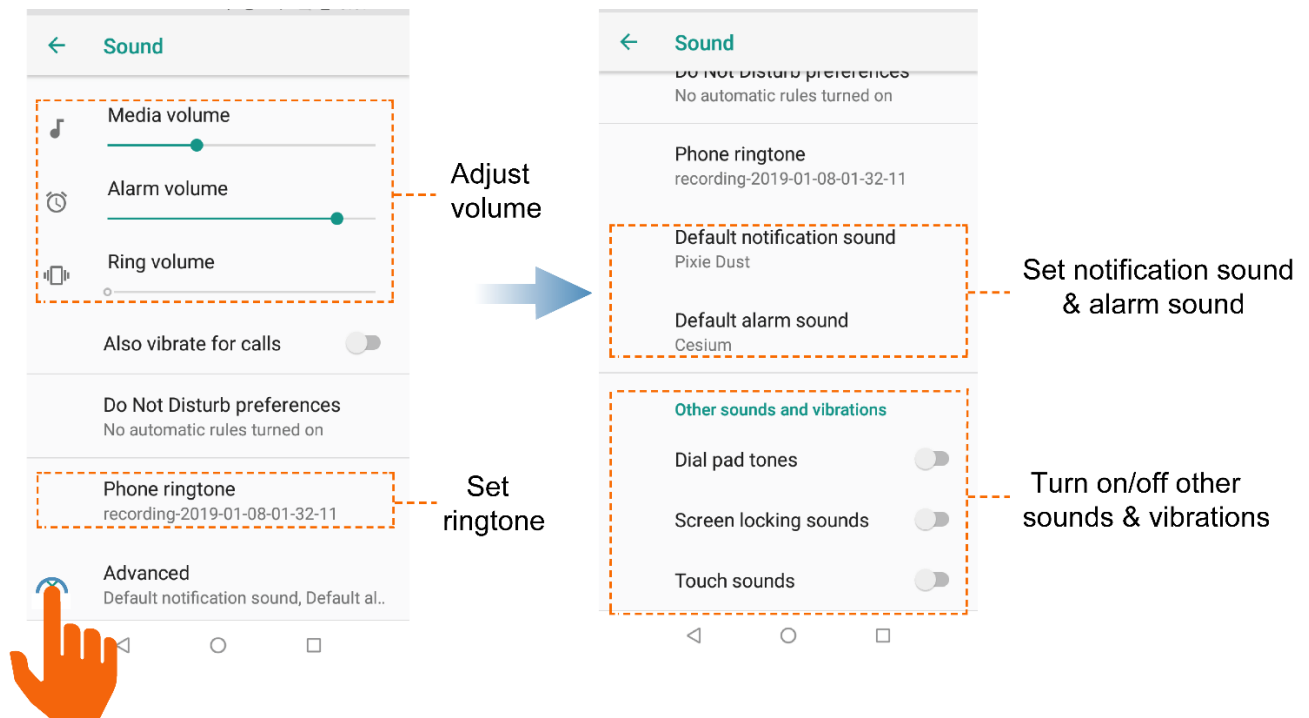 Sound
Media volume
Alarm volume
Ring volume
Also vibrate for calls
Do Not Disturb preferences
No automatic rules turned on
Phone ringtone
recording-2019-01-08-01-32-11
Advanced
Default notification sound, Default al..
Adjust
volume
Set
ringtone
Sound
Do Not Disturb preferences
No automatic rules turned on
Phone ringtone
recording-2019-01-08-01-32-11
Default notification sound
Pixie Dust
Default alarm sound
Cesium
Other sounds and vibrations
Dial pad tones
Screen locking sounds
Touch sounds
Set notification sound
& alarm sound
Turn on/off other
sounds & vibrations